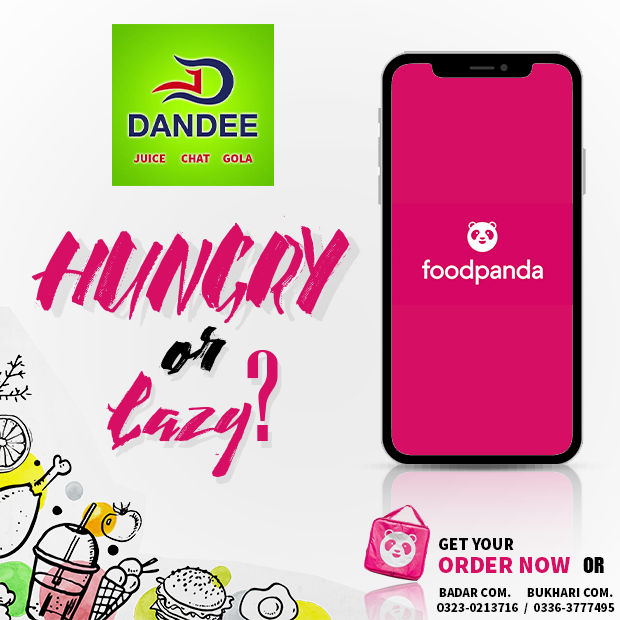 DANDEE
JUICE CHAT GOLA
HUNGRY
or
Lazy?
foodpanda
GET YOUR
ORDER NOW OR
BADAR COM. BUKHARI COM.
0323-0213716 / 0336-3777495